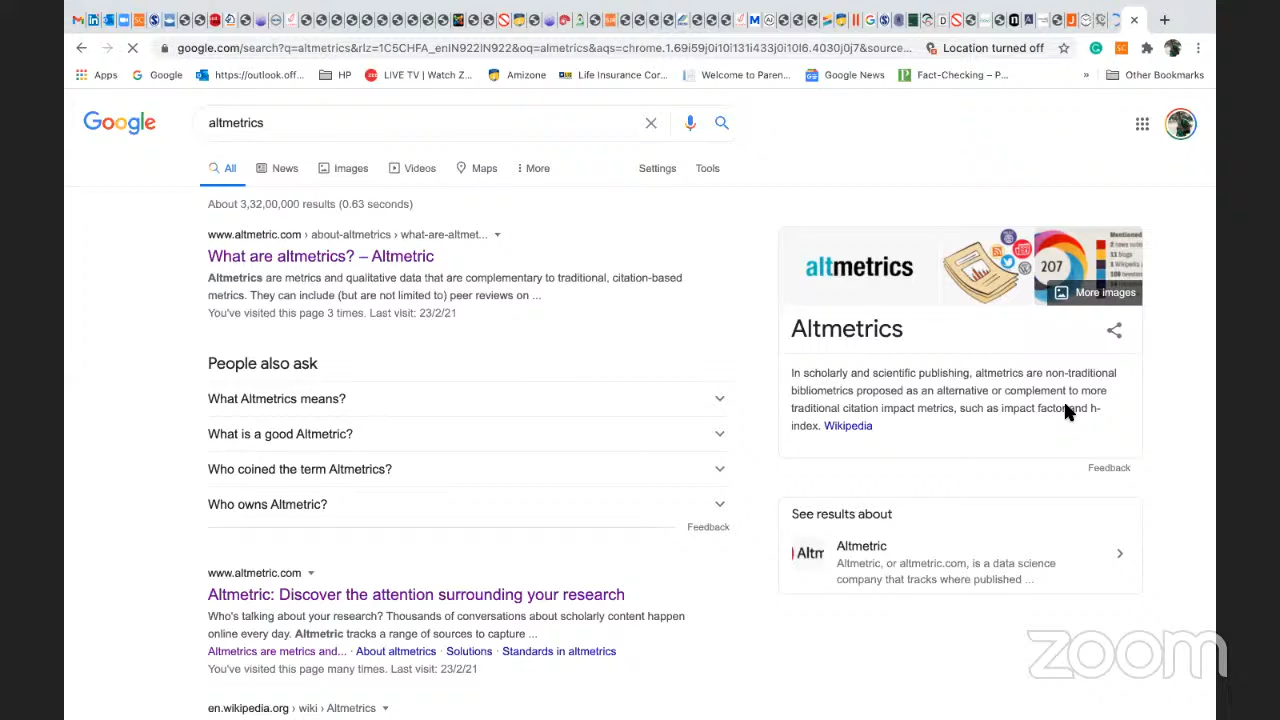 google.com/search?q=altmetrics&rlz=1C5CHFA_enIN922IN922&oq=almetrics&aqs=chrome.1.69i59j0i10l131i433j0i10l6.4030j0j7&source...
Location turned off
Apps
Google
https://outlook.off...
HP
LIVE TV | Watch Z...
Amizone
Life Insurance Cor...
Welcome to Paren...
Google News
Fact-Checking – P...
»
Other Bookmarks
Google
altmetrics
All
News
Images
Videos
Maps
More
Settings
Tools
About 3,32,00,000 results (0.63 seconds)
www.altmetric.com › about-altmetrics › what-are-altmet...
What are altmetrics? – Altmetric
Altmetrics are metrics and qualitative data that are complementary to traditional, citation-based
metrics. They can include (but are not limited to) peer reviews on ...
You've visited this page 3 times. Last visit: 23/2/21
People also ask
What Altmetrics means?
What is a good Altmetric?
Who coined the term Altmetrics?
Who owns Altmetric?
Feedback
www.altmetric.com
Altmetric: Discover the attention surrounding your research
Who's talking about your research? Thousands of conversations about scholarly content happen
online every day. Altmetric tracks a range of sources to capture ...
Altmetrics are metrics and... · About altmetrics · Solutions · Standards in altmetrics
You've visited this page many times. Last visit: 23/2/21
en.wikipedia.org › wiki › Altmetrics
altmetrics
207
More images
Altmetrics
In scholarly and scientific publishing, altmetrics are non-traditional
bibliometrics proposed as an alternative or complement to more
traditional citation impact metrics, such as impact factor and h-
index. Wikipedia
Feedback
See results about
Altm
Altmetric
Altmetric, or altmetric.com, is a data science
company that tracks where published ...
zoom